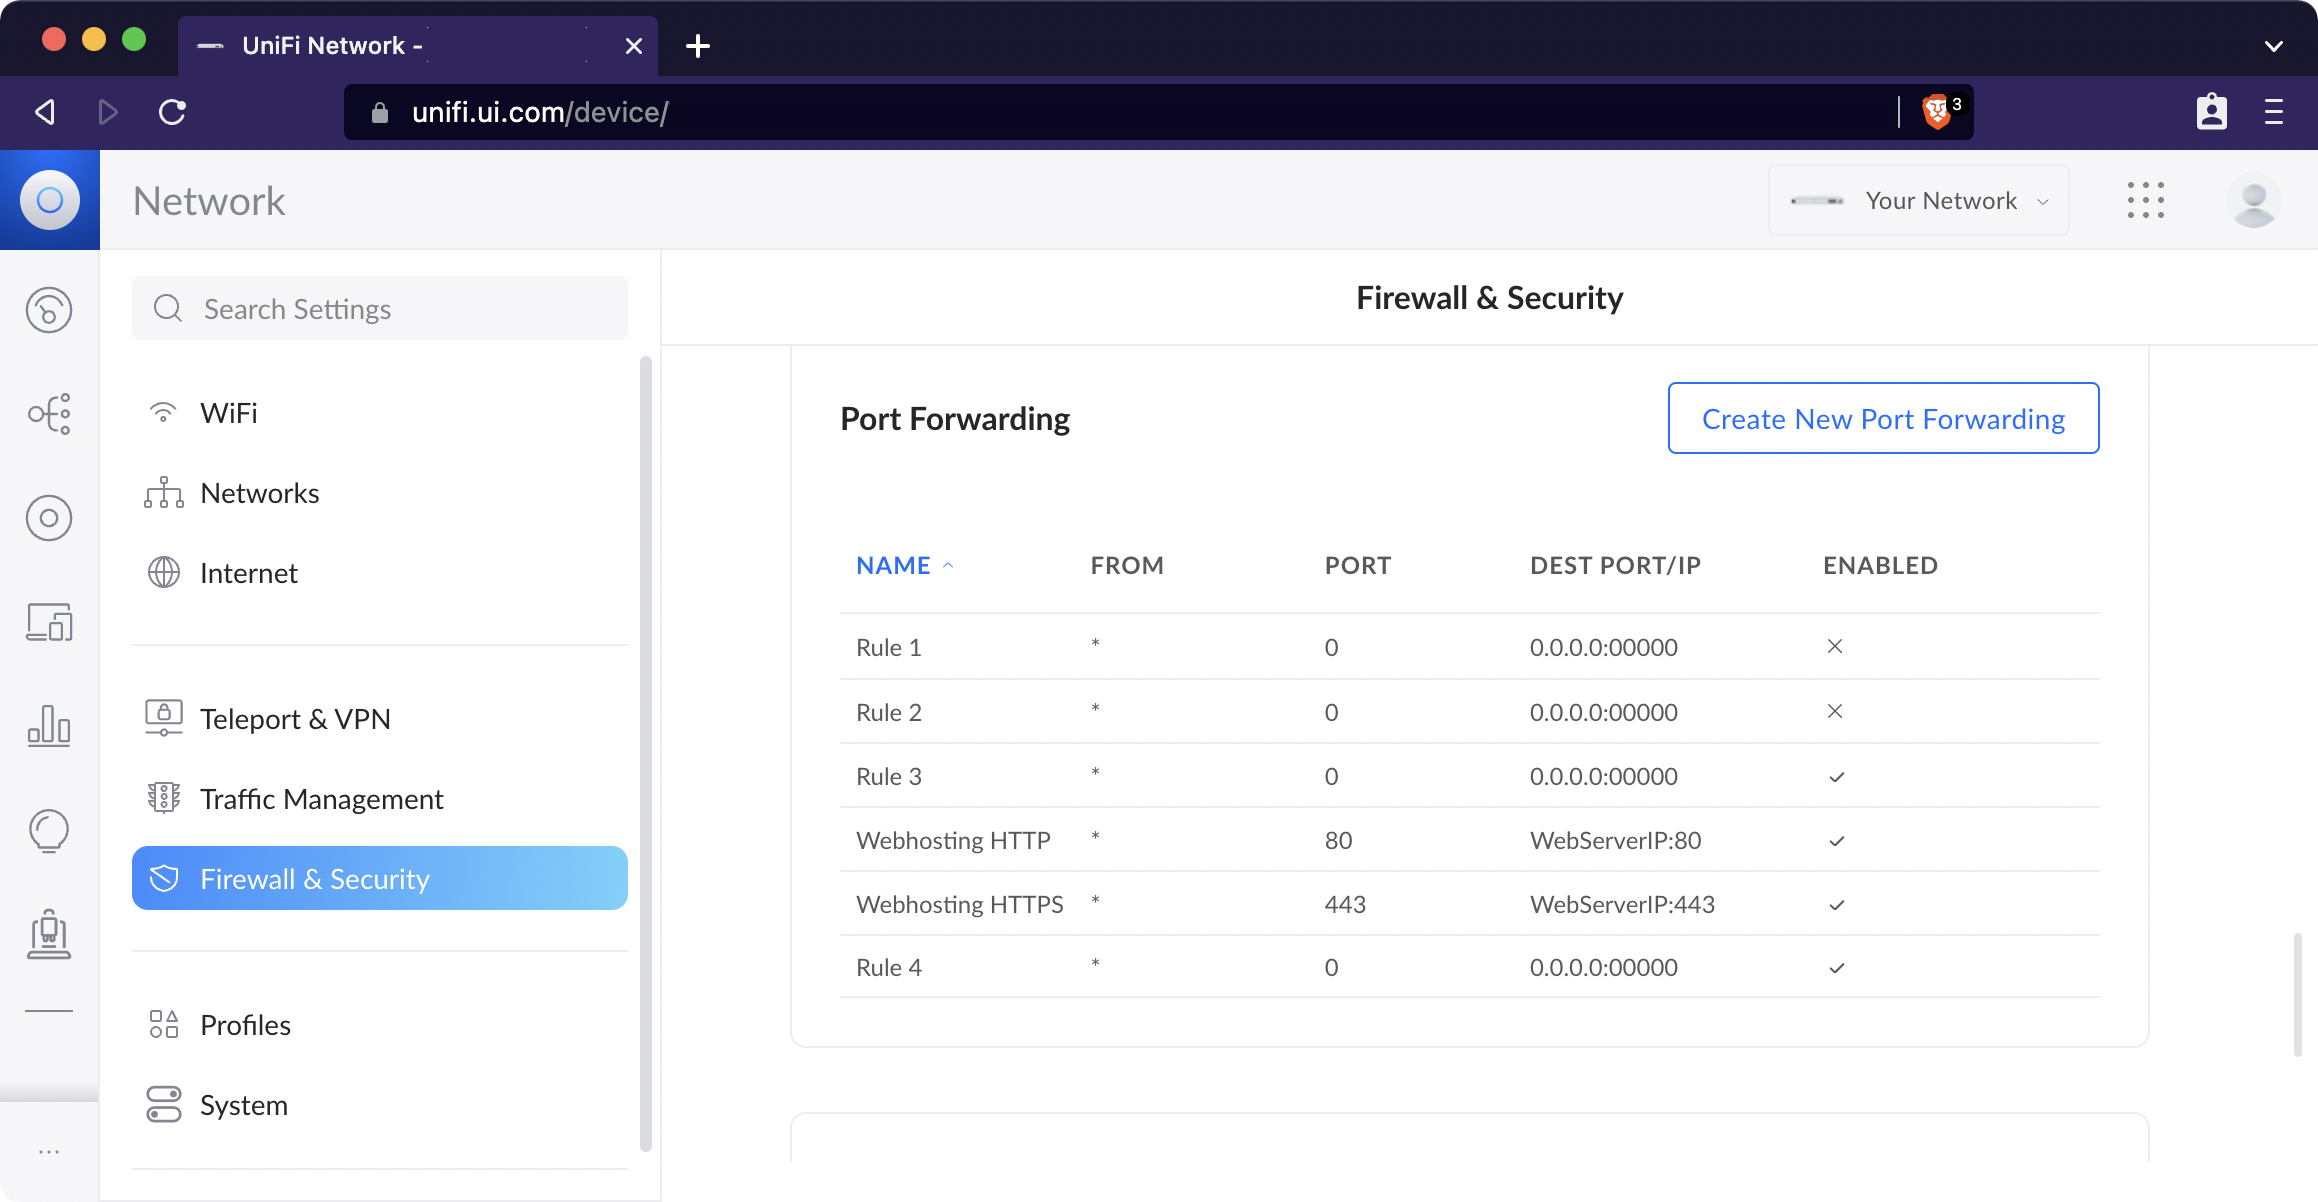 UniFi Network -
unifi.ui.com/device/
3
Network
Your Network
Search Settings
WiFi
Networks
Internet
Teleport & VPN
Traffic Management
Firewall & Security
Profiles
System
...
Firewall & Security
Port Forwarding
Create New Port Forwarding
NAME FROM PORT DEST PORT/IP ENABLED
Rule 1 * 0 0.0.0.0:00000
Rule 2 * 0 0.0.0.0:00000
Rule 3 * 0 0.0.0.0:00000
Webhosting HTTP * 80 WebServerIP:80
Webhosting HTTPS * 443 WebServerIP:443
Rule 4 * 0 0.0.0.0:00000